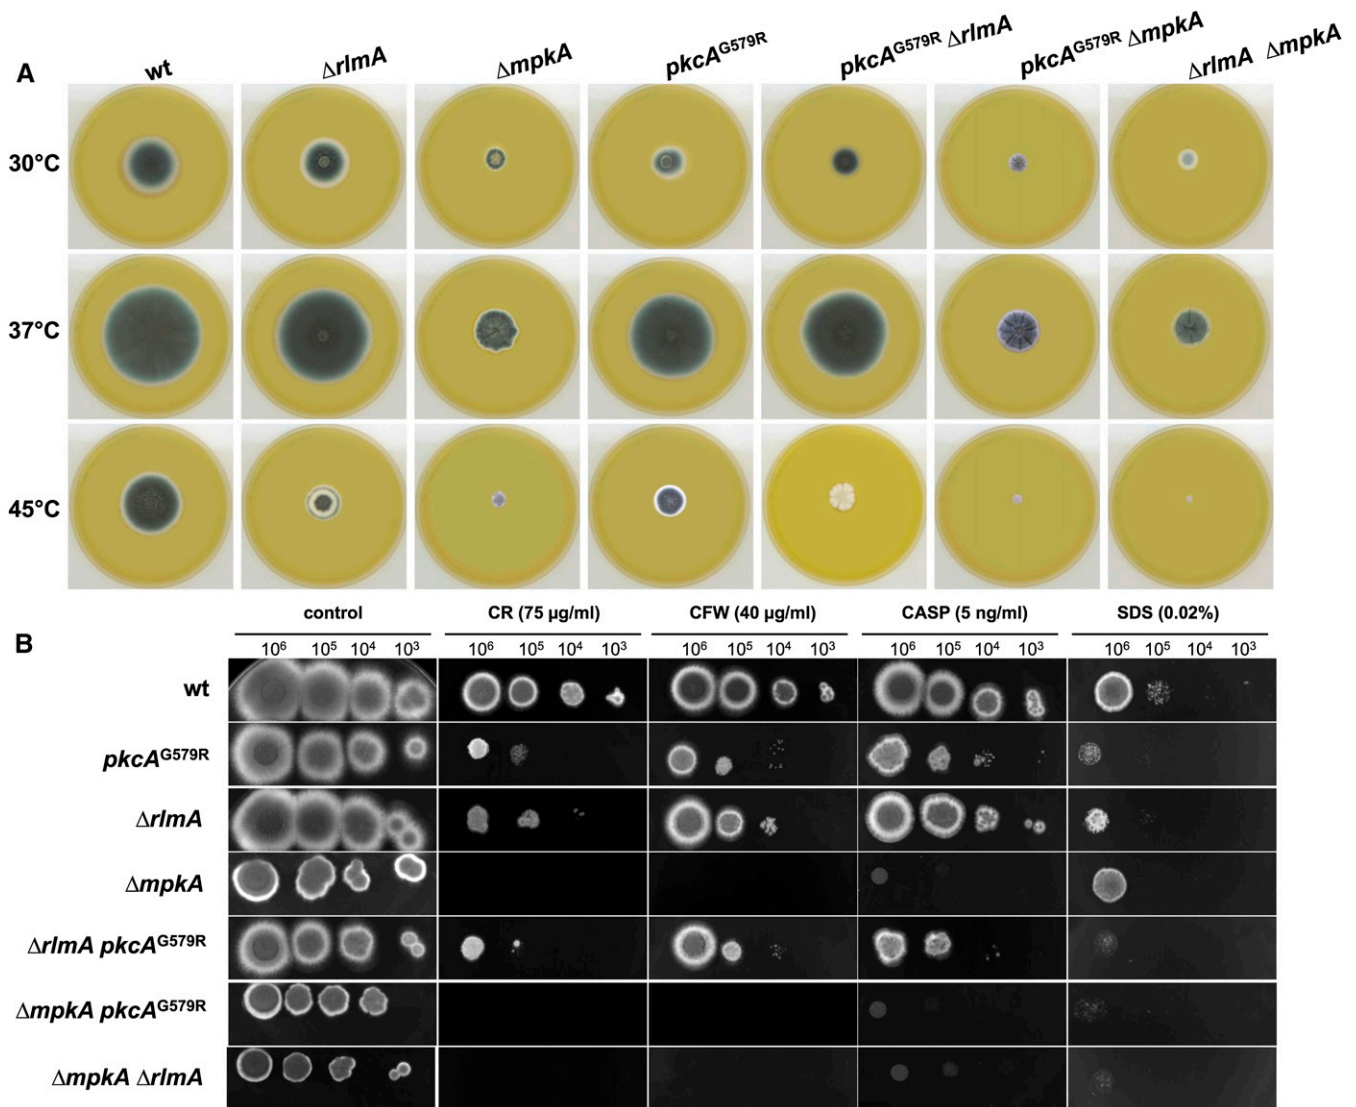 A
wt ΔrlmA ΔmpkA pkcAG579R pkcAG579R ΔrlmA pkcAG579R ΔmpkA ΔrlmA ΔmpkA
30°C
37°C
45°C
control CR (75 µg/ml) CFW (40 µg/ml) CASP (5 ng/ml) SDS (0.02%)
B
10⁶ 10⁵ 10⁴ 10³ 10⁶ 10⁵ 10⁴ 10³ 10⁶ 10⁵ 10⁴ 10³ 10⁶ 10⁵ 10⁴ 10³ 10⁶ 10⁵ 10⁴ 10³
wt
pkcAG579R
ΔrlmA
ΔmpkA
ΔrlmA pkcAG579R
ΔmpkA pkcAG579R
ΔmpkA ΔrlmA